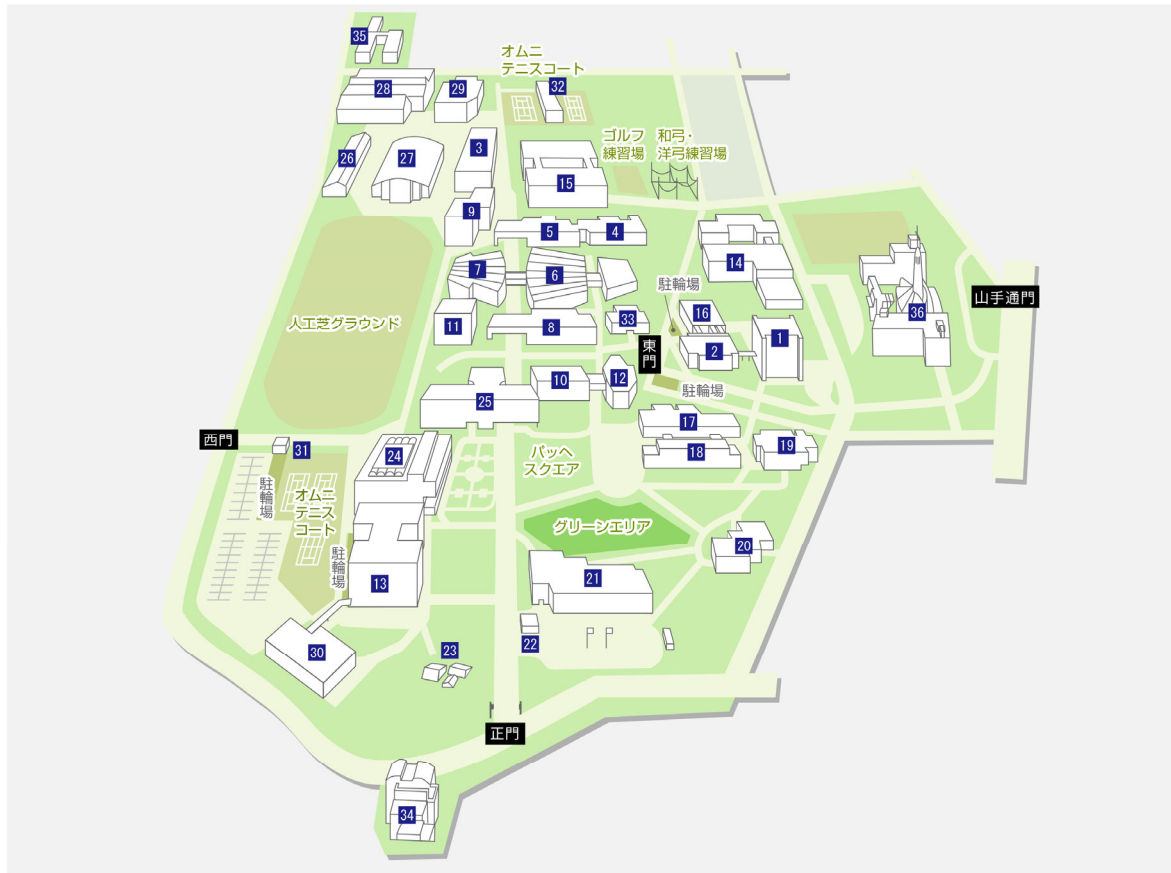 35
オムニ
テニスコート
28
29
32
ゴルフ
練習場
和弓・
洋弓練習場
26
27
3
15
9
5
4
14
7
6
駐輪場
山手通門
36
人工芝グラウンド
11
8
33
16
東門
2
1
10
12
25
駐輪場
17
18
19
西門
31
24
バッヘ
スクエア
駐輪場
オムニ
テニス
コート
グリーンエリア
20
駐輪場
13
21
22
30
23
正門
34